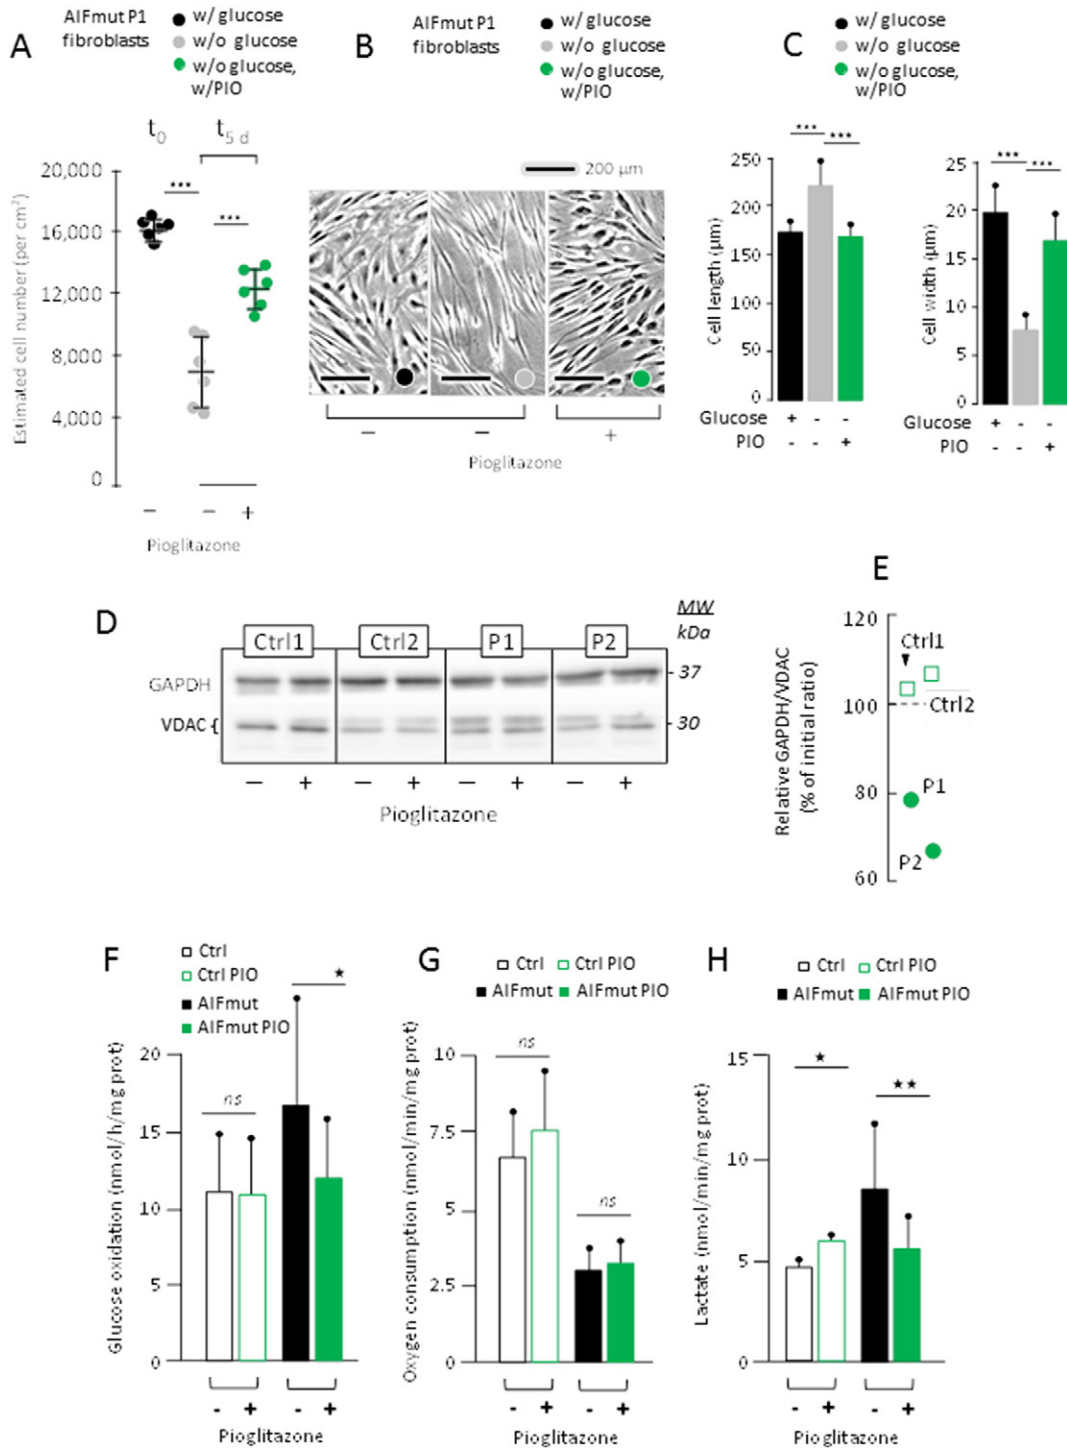 A
AIFmut P1
fibroblasts
w/ glucose
w/o glucose
w/o glucose,
w/PIO
t0
t5 d
***
***
Estimated cell number (per cm²)
20,000
16,000
12,000
8,000
4,000
0
− − +
Pioglitazone
B
AIFmut P1
fibroblasts
w/ glucose
w/o glucose
w/o glucose,
w/PIO
200 µm
− − +
Pioglitazone
C
w/ glucose
w/o glucose
w/o glucose,
w/PIO
*** ***
Cell length (µm)
250
200
150
100
50
0
Glucose + - -
PIO - - +
*** ***
Cell width (µm)
25
20
15
10
5
0
+ - -
- - +
D
Ctrl1 Ctrl2 P1 P2
MW
kDa
GAPDH
37
VDAC {
30
− + − + − + − +
Pioglitazone
E
Relative GAPDH/VDAC
(% of initial ratio)
120
100
80
60
Ctrl1
Ctrl2
P1
P2
F
Ctrl
Ctrl PIO
AIFmut
AIFmut PIO
★
ns
Glucose oxidation (nmol/h/mg prot)
20
15
10
5
0
- + - +
Pioglitazone
G
Ctrl Ctrl PIO
AIFmut AIFmut PIO
ns
ns
Oxygen consumption (nmol/min/mg prot)
10
7.5
5
2.5
0
- + - +
Pioglitazone
H
Ctrl Ctrl PIO
AIFmut AIFmut PIO
★
★★
Lactate (nmol/min/mg prot)
15
10
5
0
- + - +
Pioglitazone